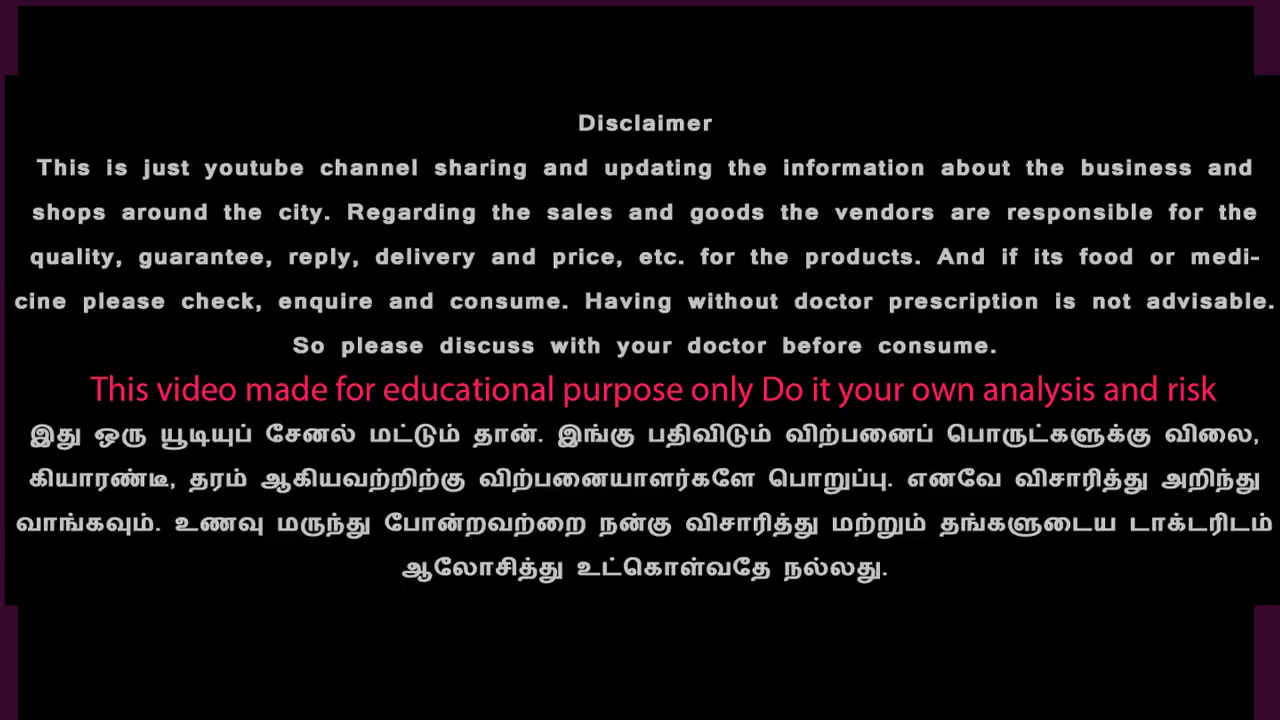 Disclaimer
This is just youtube channel sharing and updating the information about the business and
shops around the city. Regarding the sales and goods the vendors are responsible for the
quality, guarantee, reply, delivery and price, etc. for the products. And if its food or medi-
cine please check, enquire and consume. Having without doctor prescription is not advisable.
So please discuss with your doctor before consume.
This video made for educational purpose only Do it your own analysis and risk
இது ஒரு யூடியுப் சேனல் மட்டும் தான். இங்கு பதிவிடும் விற்பனைப் பொருட்களுக்கு விலை,
கியாரண்டீ, தரம் ஆகியவற்றிற்கு விற்பனையாளர்களே பொறுப்பு. எனவே விசாரித்து அறிந்து
வாங்கவும். உணவு மருந்து போன்றவற்றை நன்கு விசாரித்து மற்றும் தங்களுடைய டாக்டரிடம்
ஆலோசித்து உட்கொள்வதே நல்லது.